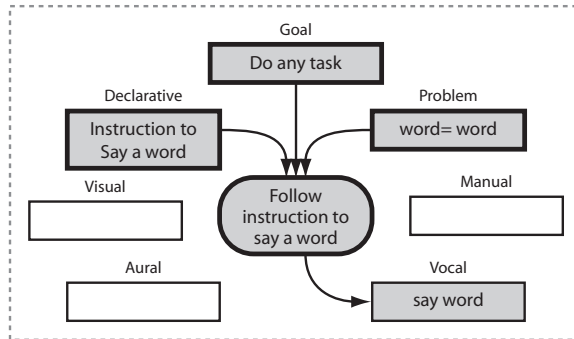 Goal
Do any task
Declarative
Problem
Instruction to
Say a word
word= word
Visual
Follow
instruction to
say a word
Manual
Aural
Vocal
say word